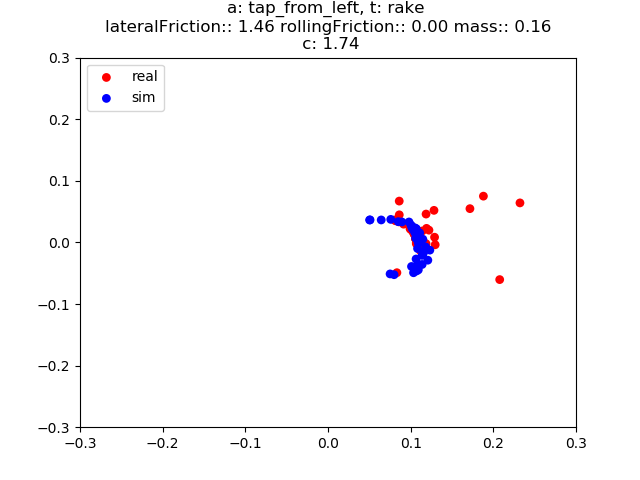 a: tap_from_left, t: rake
lateralFriction:: 1.46 rollingFriction:: 0.00 mass:: 0.16
c: 1.74
real
sim
0.3
0.2
0.1
0.0
−0.1
−0.2
−0.3
−0.3 −0.2 −0.1 0.0 0.1 0.2 0.3